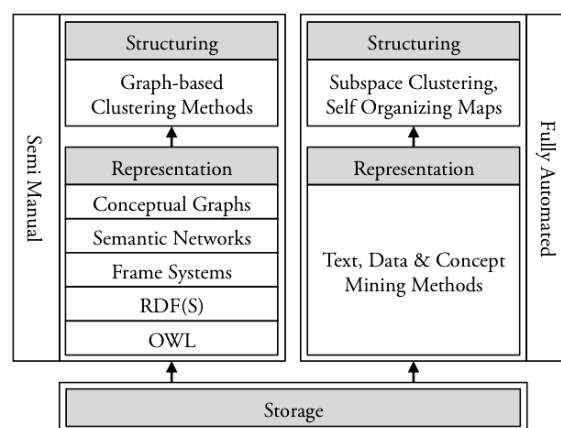 Semi Manual
Structuring
Graph-based
Clustering Methods
Representation
Conceptual Graphs
Semantic Networks
Frame Systems
RDF(S)
OWL
Structuring
Subspace Clustering,
Self Organizing Maps
Representation
Text, Data & Concept
Mining Methods
Fully Automated
Storage